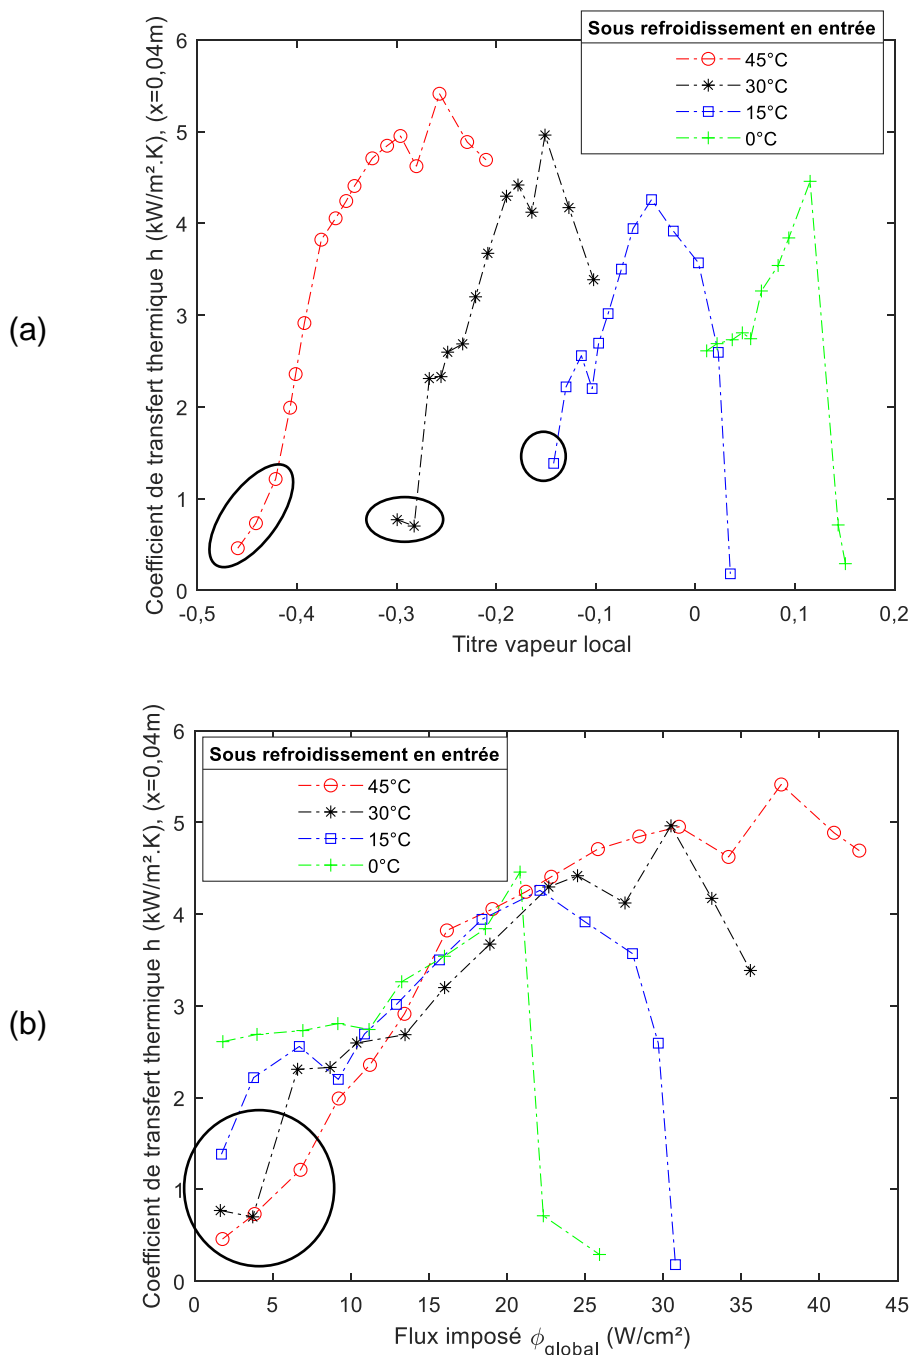 Sous refroidissement en entrée
45°C
30°C
15°C
0°C
Coefficient de transfert thermique h (kW/m².K), (x=0,04m)
6
5
4
3
2
1
0
(a)
-0,5 -0,4 -0,3 -0,2 -0,1 0 0,1 0,2
Titre vapeur local
Sous refroidissement en entrée
45°C
30°C
15°C
0°C
Coefficient de transfert thermique h (kW/m².K), (x=0,04m)
6
5
4
3
2
1
0
(b)
0 5 10 15 20 25 30 35 40 45
Flux imposé ϕglobal (W/cm²)